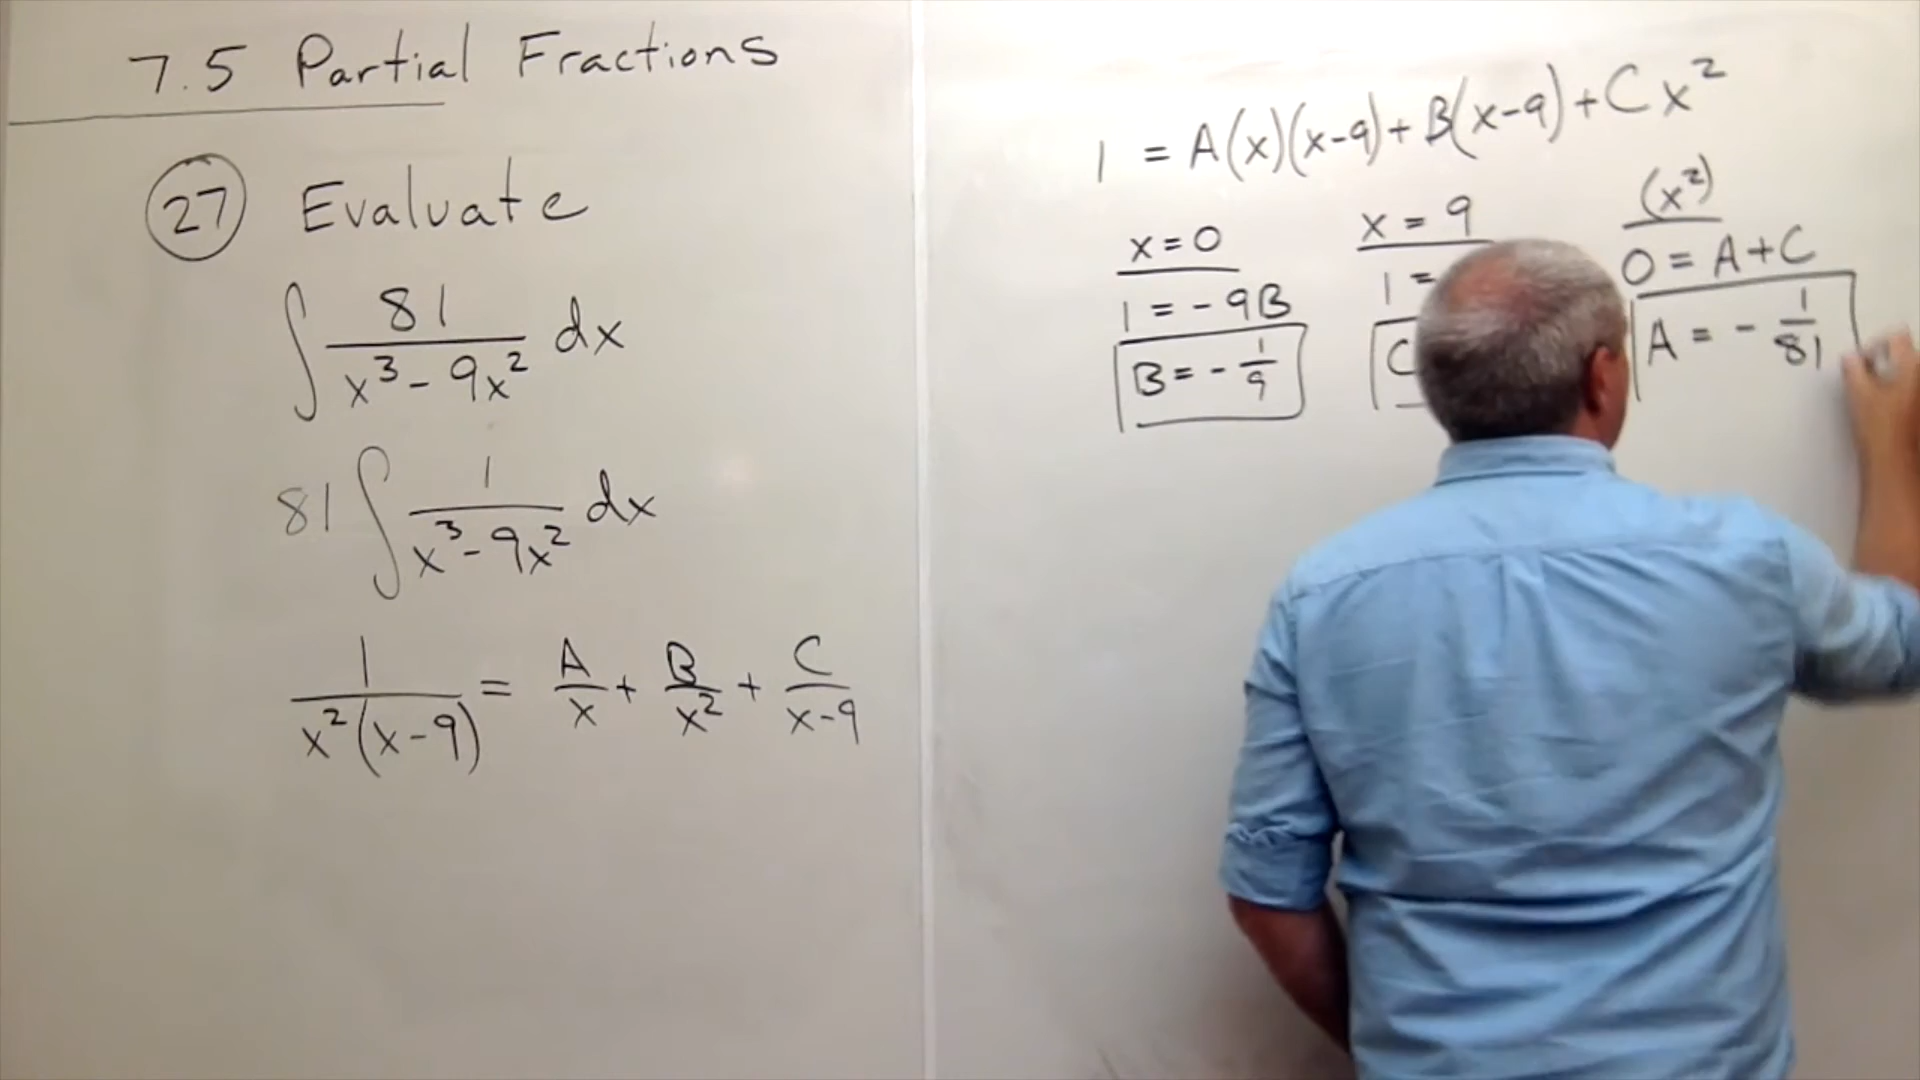 7.5 Partial Fractions
27 Evaluate
∫ 81/(x³ - 9x²) dx
81 ∫ 1/(x³ - 9x²) dx
1/(x²(x-9)) = A/x + B/x² + C/(x-9)
1 = A(x)(x-9) + B(x-9) + Cx²
x = 0
1 = -9B
B = -1/9
x = 9
1 =
C
(x²)
0 = A + C
A = -1/81